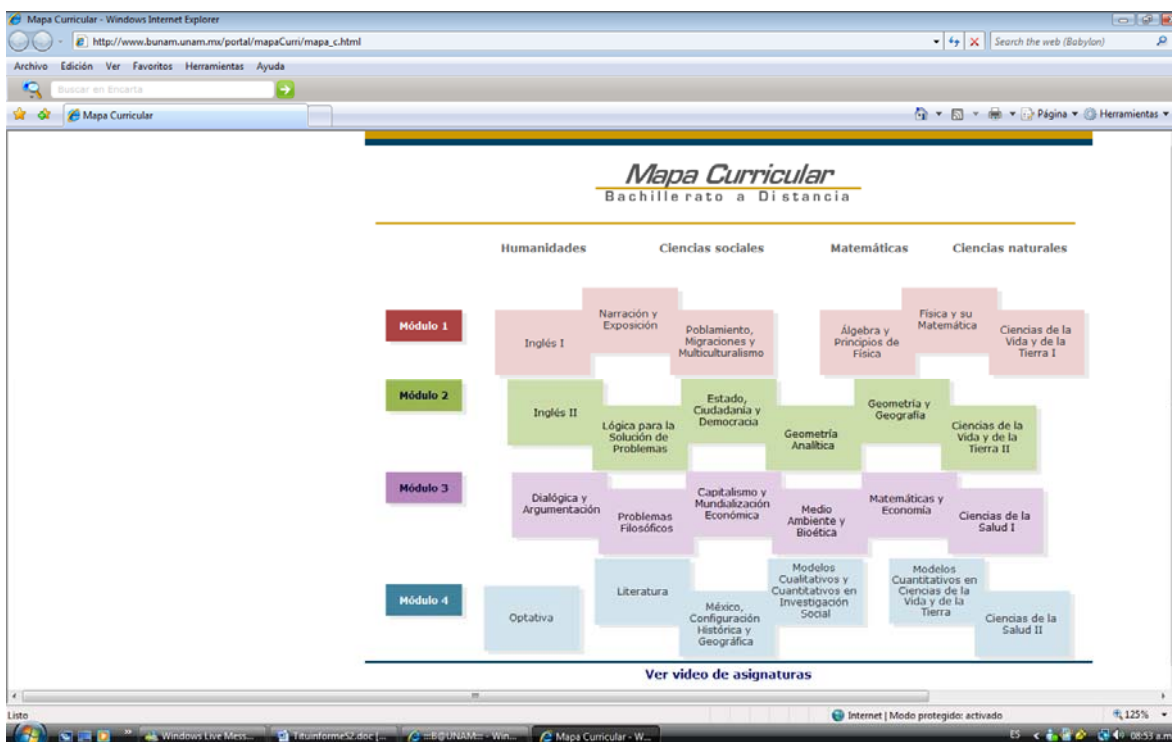 Mapa Curricular - Windows Internet Explorer
http://www.bunam.unam.mx/portal/mapaCurri/mapa_c.html
Search the web (Babylon)
Archivo Edición Ver Favoritos Herramientas Ayuda
Buscar en Encarta
Mapa Curricular
Página
Herramientas
Mapa Curricular
Bachillerato a Distancia
Humanidades Ciencias sociales Matemáticas Ciencias naturales
Módulo 1
Inglés I
Narración y
Exposición
Poblamiento,
Migraciones y
Multiculturalismo
Álgebra y
Principios de
Física
Física y su
Matemática
Ciencias de la
Vida y de la
Tierra I
Módulo 2
Inglés II
Lógica para la
Solución de
Problemas
Estado,
Ciudadanía y
Democracia
Geometría
Analítica
Geometría y
Geografía
Ciencias de la
Vida y de la
Tierra II
Módulo 3
Dialógica y
Argumentación
Problemas
Filosóficos
Capitalismo y
Mundialización
Económica
Medio
Ambiente y
Bioética
Matemáticas y
Economía
Ciencias de la
Salud I
Módulo 4
Optativa
Literatura
México,
Configuración
Histórica y
Geográfica
Modelos
Cualitativos y
Cuantitativos en
Investigación
Social
Modelos
Cuantitativos en
Ciencias de la
Vida y de la
Tierra
Ciencias de la
Salud II
Ver video de asignaturas
Listo
Internet | Modo protegido: activado
125%
Windows Live Mess...
Tituinforme52.doc [...
:::B@UNAM::: - Win...
Mapa Curricular - W...
ES
08:53 a.m.